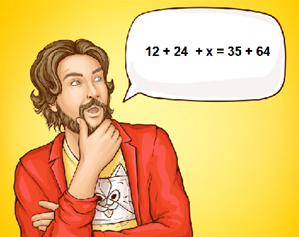 12 + 24 + x = 35 + 64